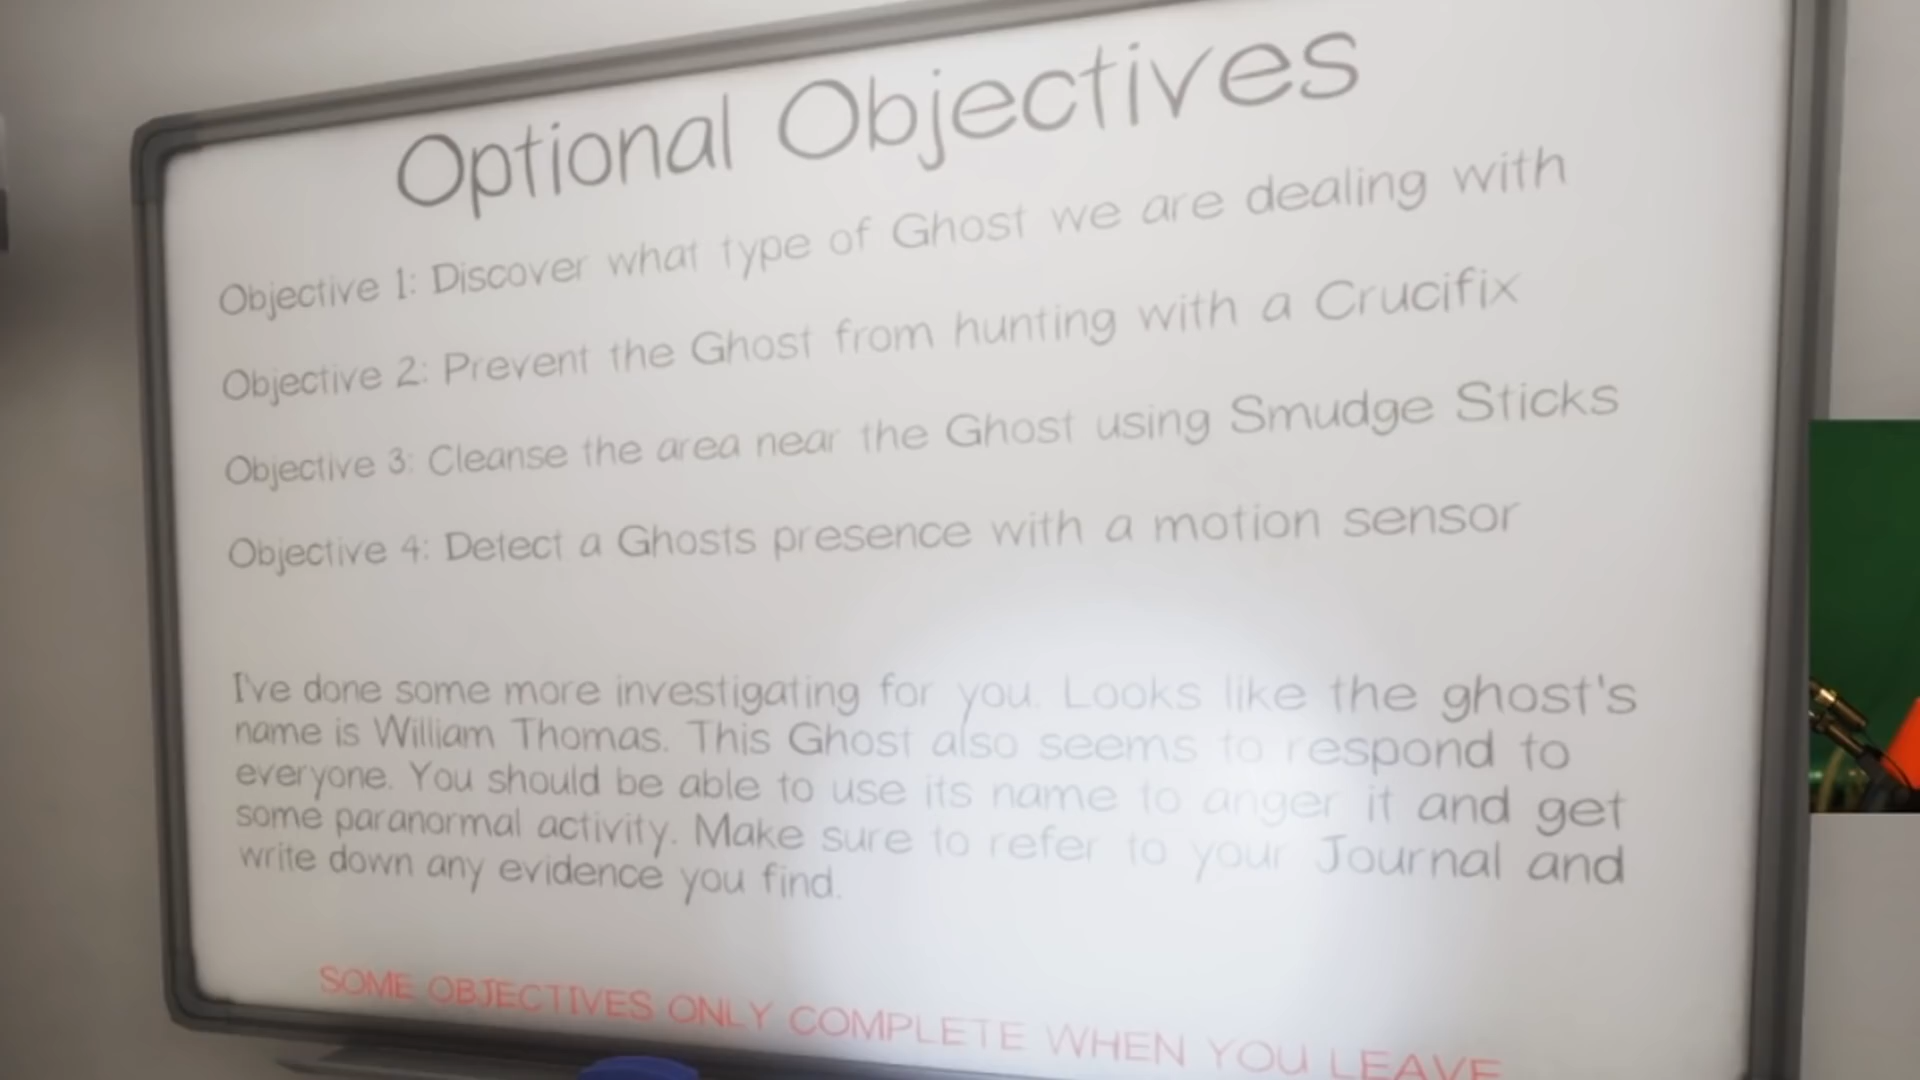 Optional Objectives
Objective 1: Discover what type of Ghost we are dealing with
Objective 2: Prevent the Ghost from hunting with a Crucifix
Objective 3: Cleanse the area near the Ghost using Smudge Sticks
Objective 4: Detect a Ghosts presence with a motion sensor
I've done some more investigating for you. Looks like the ghost's
name is William Thomas. This Ghost also seems to respond to
everyone. You should be able to use its name to anger it and get
some paranormal activity. Make sure to refer to your Journal and
write down any evidence you find.
SOME OBJECTIVES ONLY COMPLETE WHEN YOU LEAVE